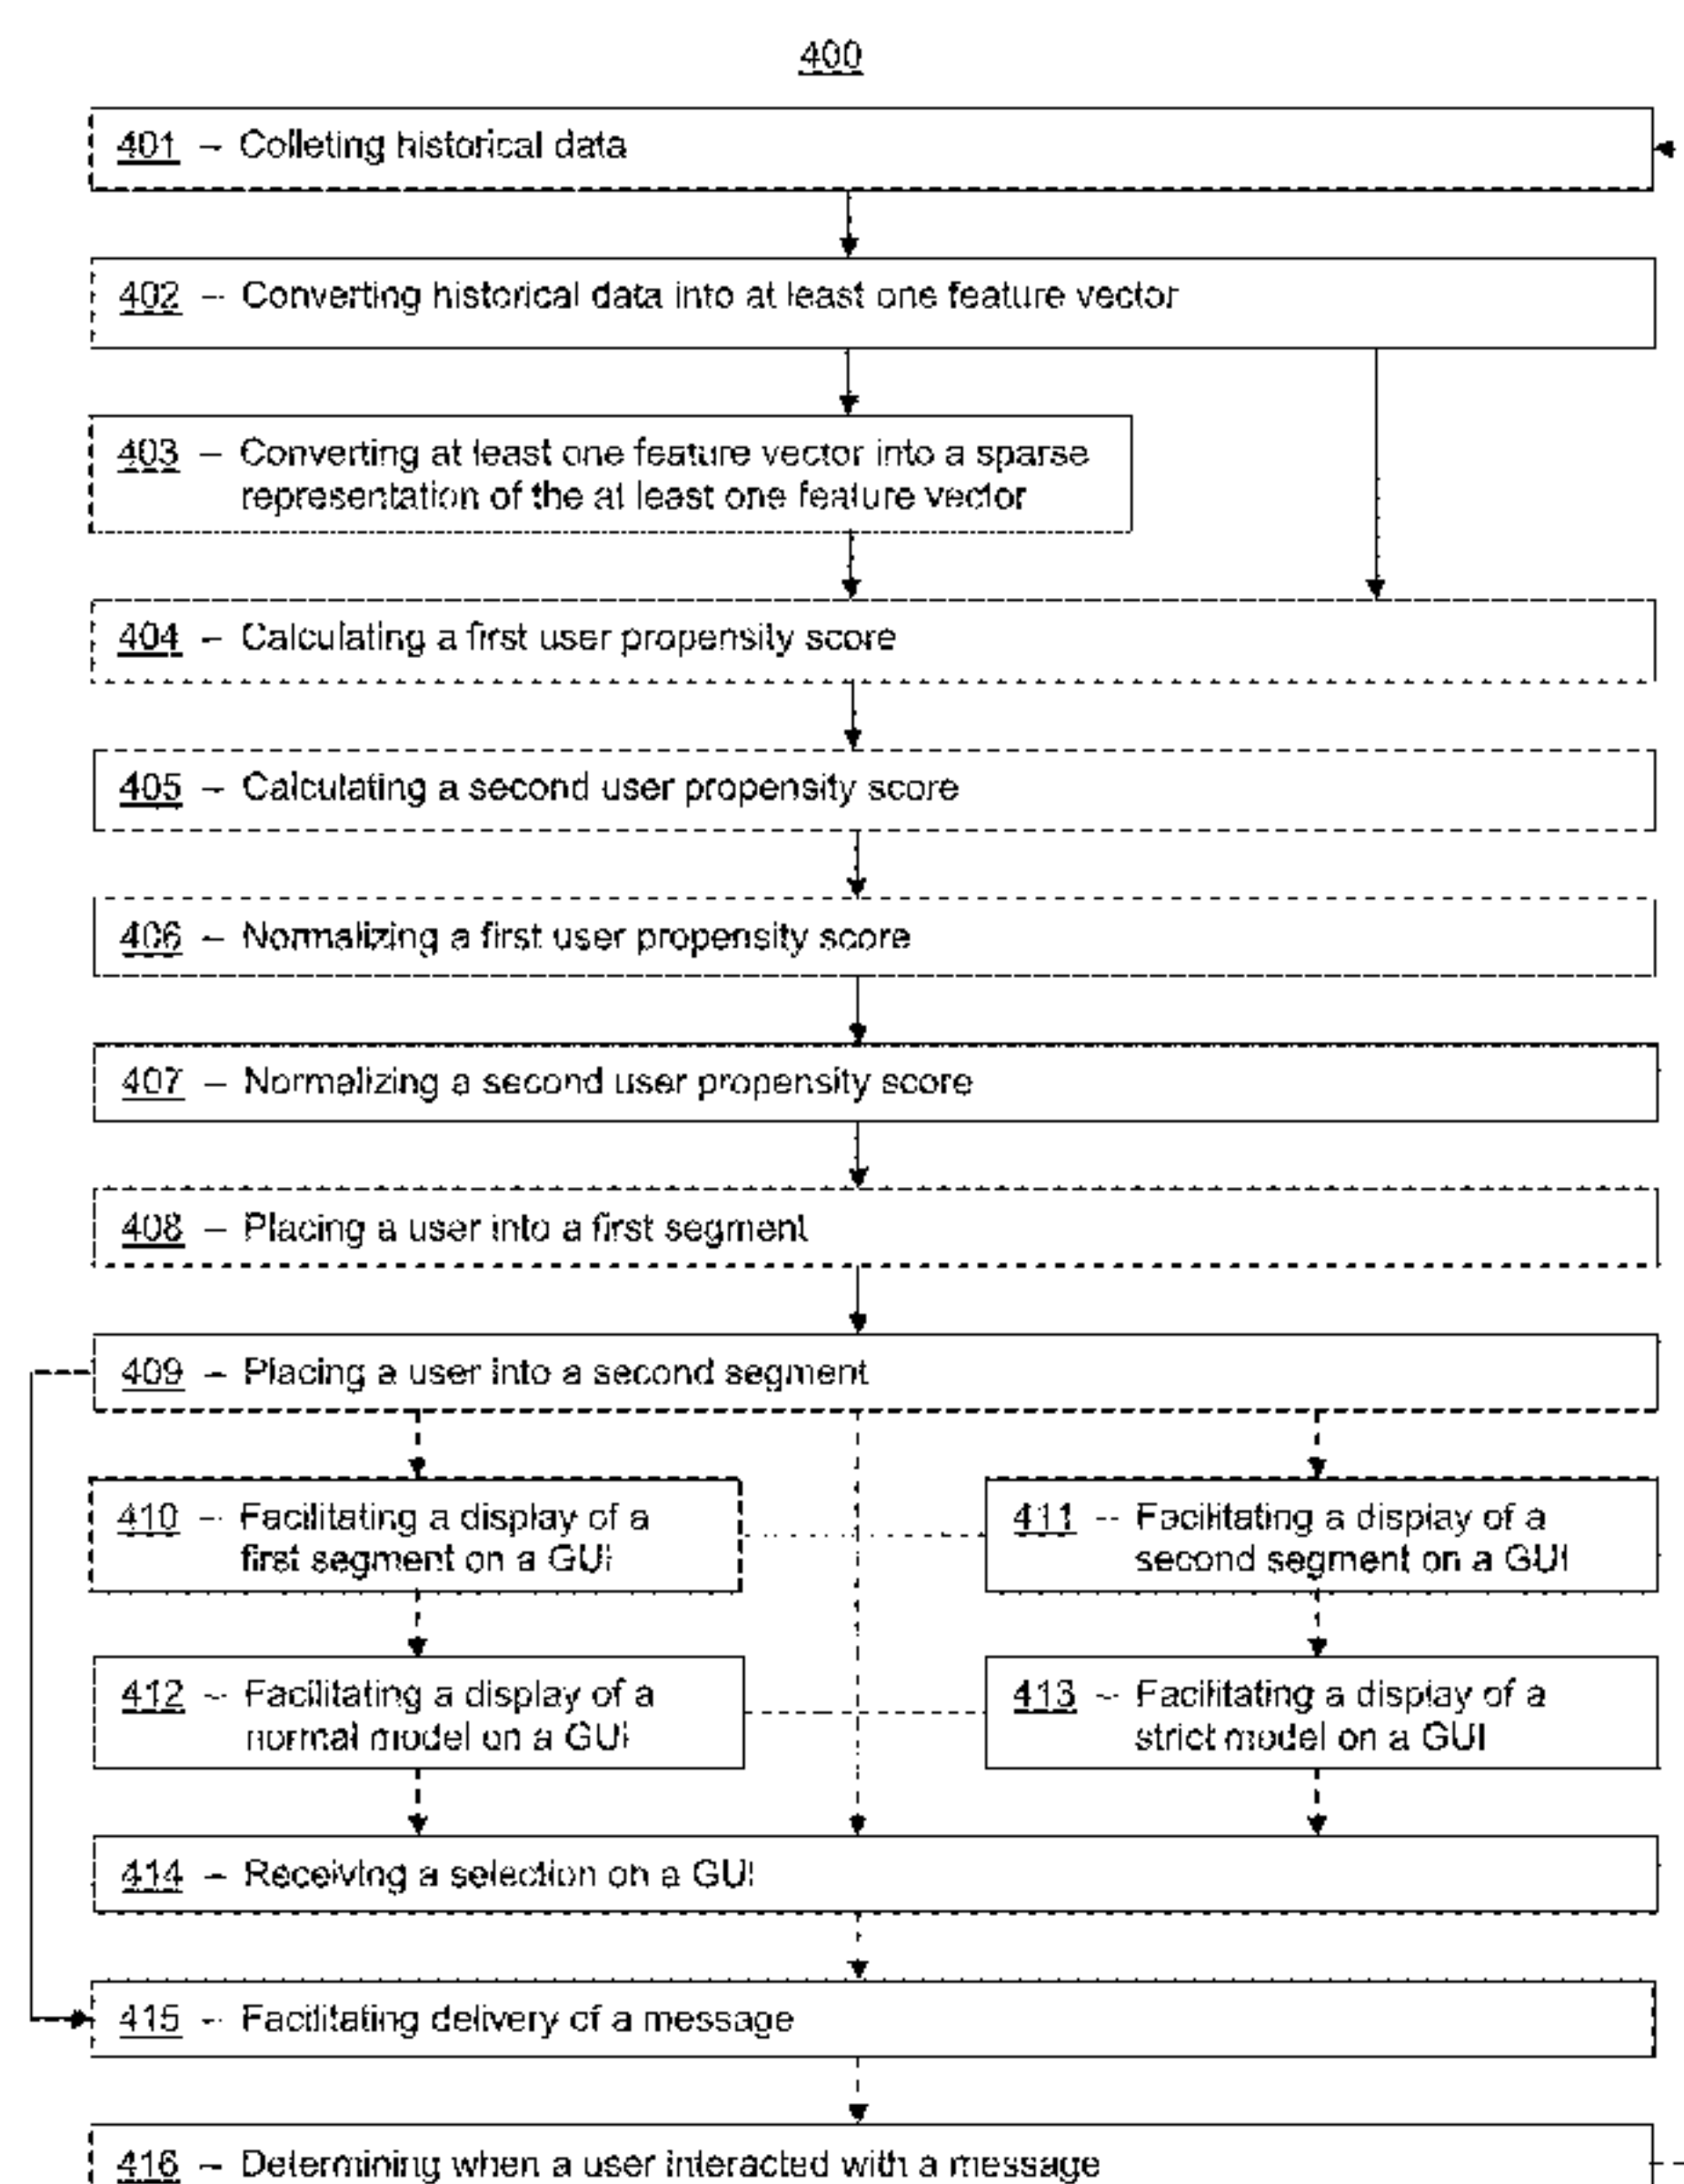 400
401 – Colleting historical data
402 – Converting historical data into at least one feature vector
403 – Converting at least one feature vector into a sparse
representation of the at least one feature vector
404 – Calculating a first user propensity score
405 – Calculating a second user propensity score
406 – Normalizing a first user propensity score
407 – Normalizing a second user propensity score
408 – Placing a user into a first segment
409 – Placing a user into a second segment
410 – Facilitating a display of a
first segment on a GUI
411 – Facilitating a display of a
second segment on a GUI
412 – Facilitating a display of a
normal model on a GUI
413 – Facilitating a display of a
strict model on a GUI
414 – Receiving a selection on a GUI
415 – Facilitating delivery of a message
416 – Determining when a user interacted with a message